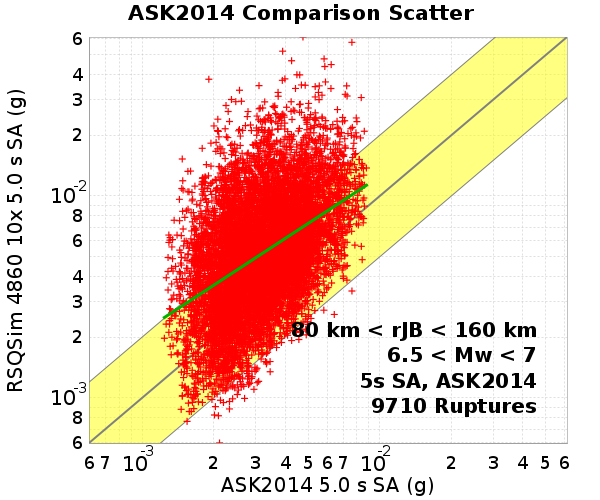 ASK2014 Comparison Scatter
RSQSim 4860 10x 5.0 s SA (g)
6
4
3
2
10-2
8
6
4
3
2
10-3
8
6
80 km < rJB < 160 km
6.5 < Mw < 7
5s SA, ASK2014
9710 Ruptures
6 7 10-3 2 3 4 5 6 7 10-2 2 3 4 5 6
ASK2014 5.0 s SA (g)